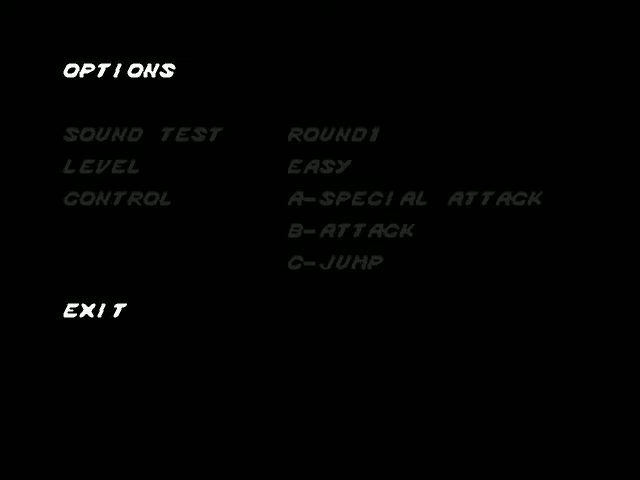 OPTIONS
SOUND TEST ROUND1
LEVEL EASY
CONTROL A-SPECIAL ATTACK
B-ATTACK
C-JUMP
EXIT